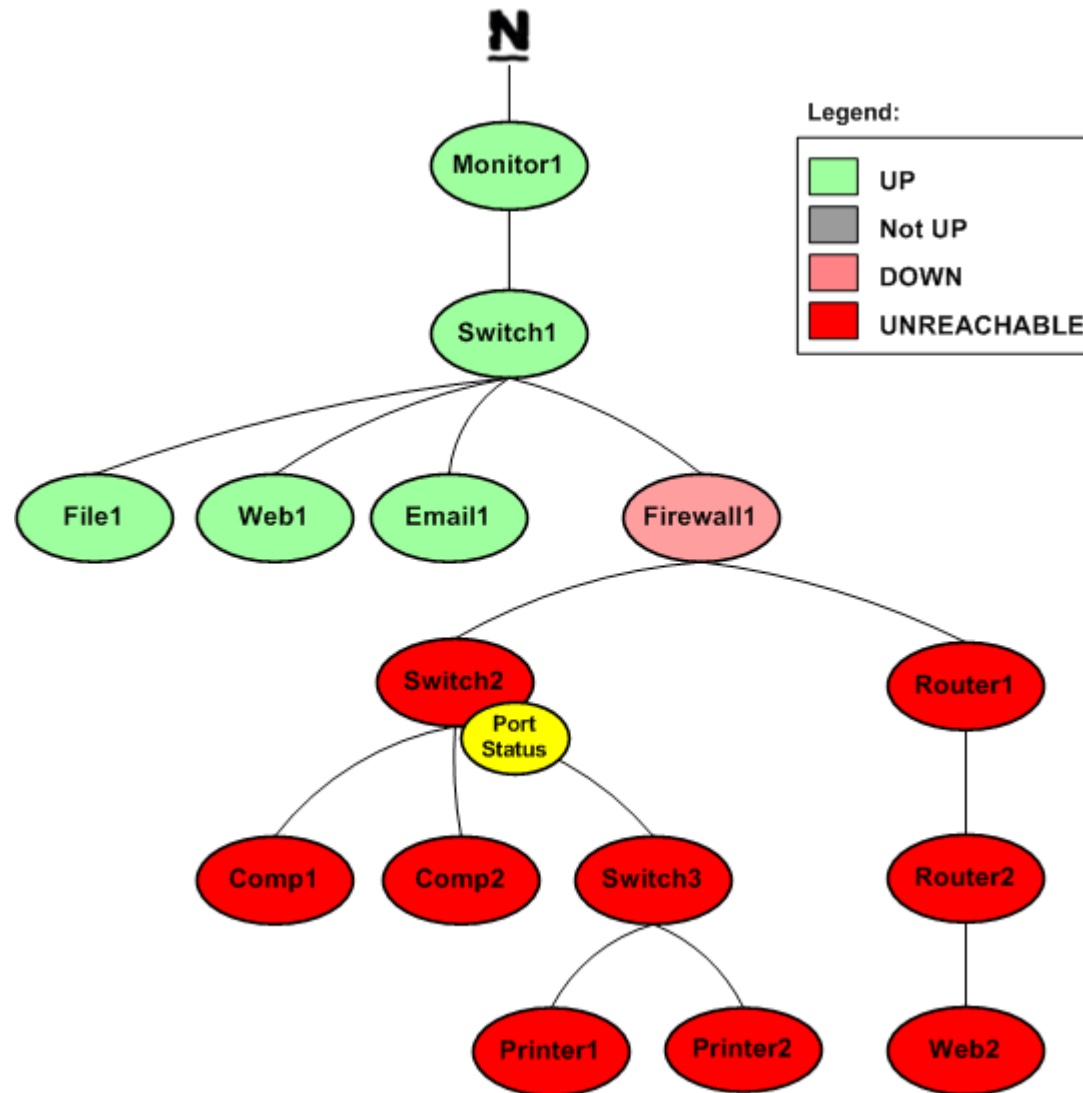 N
Legend:
Monitor1
UP
Not UP
DOWN
UNREACHABLE
Switch1
File1
Web1
Email1
Firewall1
Switch2
Router1
Port
Status
Comp1
Comp2
Switch3
Router2
Printer1
Printer2
Web2